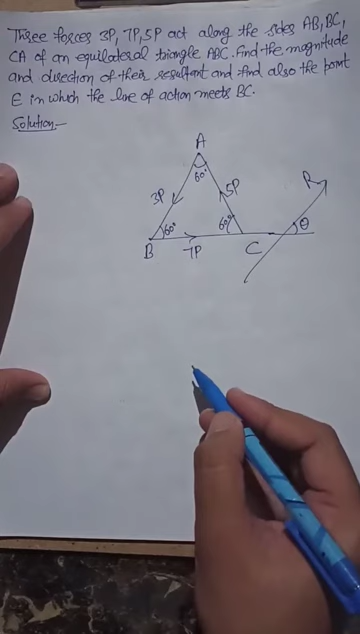 Three forces 3P, 7P, 5P act along the sides AB, BC,
CA of an equilateral triangle ABC. Find the magnitude
and direction of their resultant and find also the point
E in which the line of action meets BC.
Solution:-
A
60°
3P
5P
R
60°
60°
θ
B
7P
C